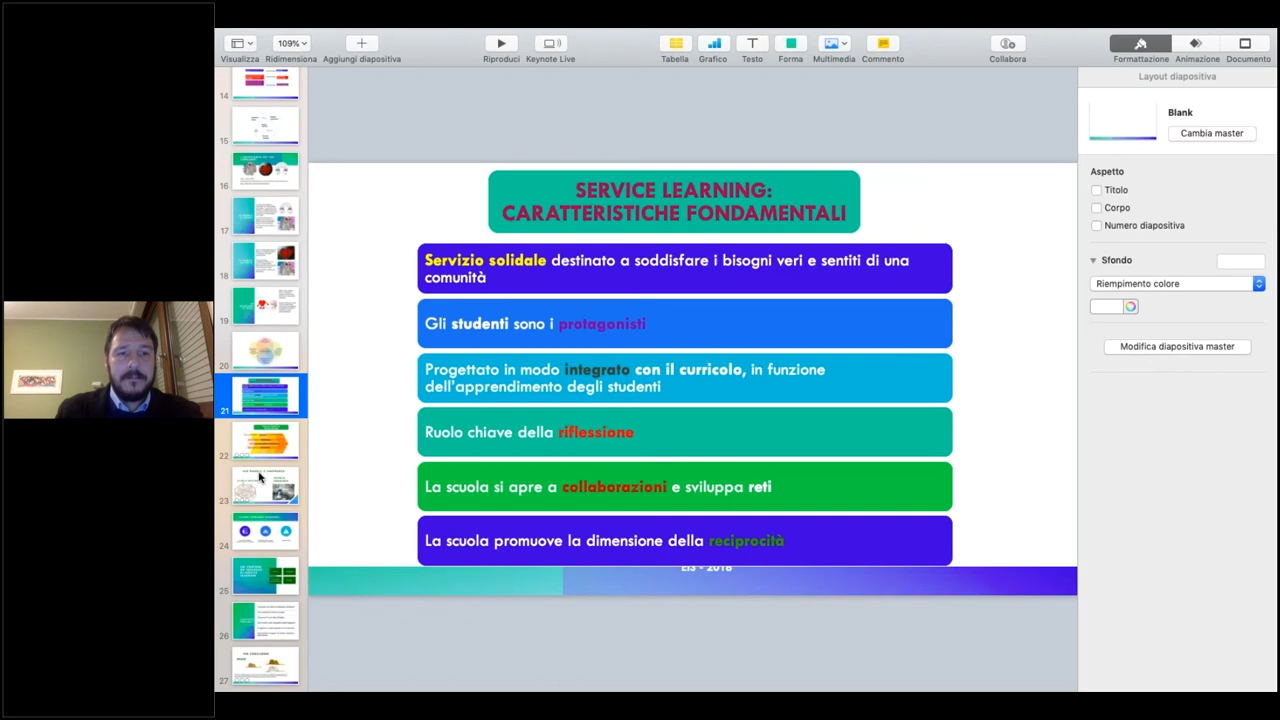 109%
Visualizza
Ridimensiona
Aggiungi diapositiva
Riproduci
Keynote Live
Tabella
Grafico
Testo
Forma
Multimedia
Commento
Collabora
Formattazione
Animazione
Documento
14
15
16
17
18
19
20
21
22
23
24
25
26
27
SERVICE LEARNING:
CARATTERISTICHE FONDAMENTALI
Servizio solidale destinato a soddisfare i bisogni veri e sentiti di una
comunità
Gli studenti sono i protagonisti
Progettato in modo integrato con il curricolo, in funzione
dell'apprendimento degli studenti
Ruolo chiave della riflessione
La scuola si apre a collaborazioni e sviluppa reti
La scuola promuove la dimensione della reciprocità
EIS - 2018
Layout diapositiva
Blank
Cambia master
Aspetto
Titolo
Corpo
Numero diapositiva
Sfondo
Riempimento colore
Modifica diapositiva master